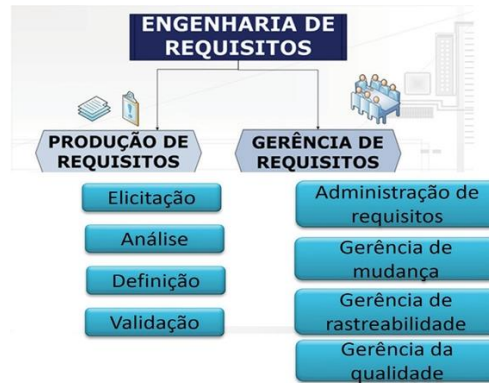 ENGENHARIA DE
REQUISITOS
PRODUÇÃO DE
REQUISITOS
GERÊNCIA DE
REQUISITOS
Elicitação
Análise
Definição
Validação
Administração de
requisitos
Gerência de
mudança
Gerência de
rastreabilidade
Gerência da
qualidade